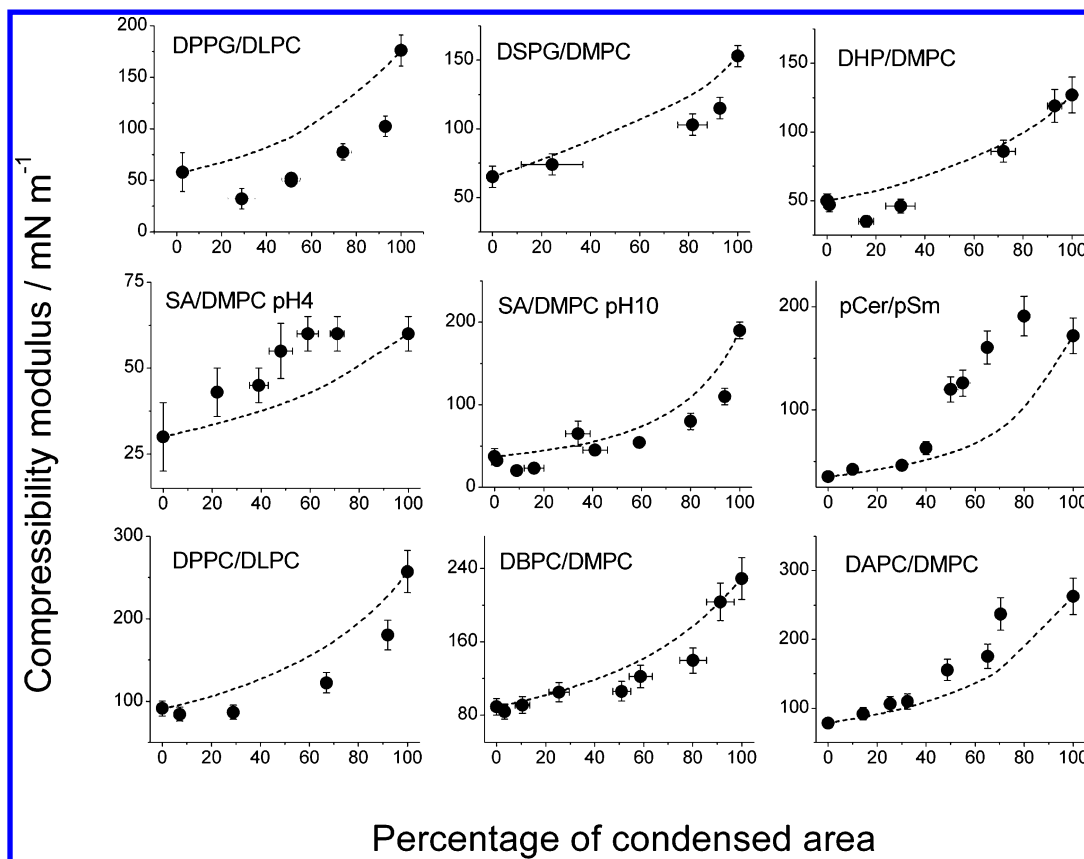 Compressibility modulus / mN m⁻¹
DPPG/DLPC
200
150
100
50
0
0 20 40 60 80 100
DSPG/DMPC
150
100
50
0 20 40 60 80 100
DHP/DMPC
150
100
50
0 20 40 60 80 100
SA/DMPC pH4
75
50
25
0 20 40 60 80 100
SA/DMPC pH10
200
100
0
0 20 40 60 80 100
pCer/pSm
200
100
0 20 40 60 80 100
DPPC/DLPC
300
200
100
0 20 40 60 80 100
DBPC/DMPC
240
160
80
0 20 40 60 80 100
DAPC/DMPC
300
200
100
0 20 40 60 80 100
Percentage of condensed area